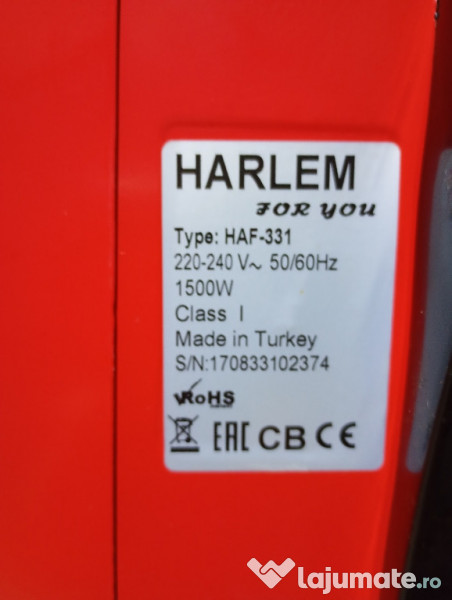 HARLEM
FOR YOU
Type: HAF-331
220-240 V~ 50/60Hz
1500W
Class I
Made in Turkey
S/N:170833102374
RoHS
EAC CB CE
lajumate.ro